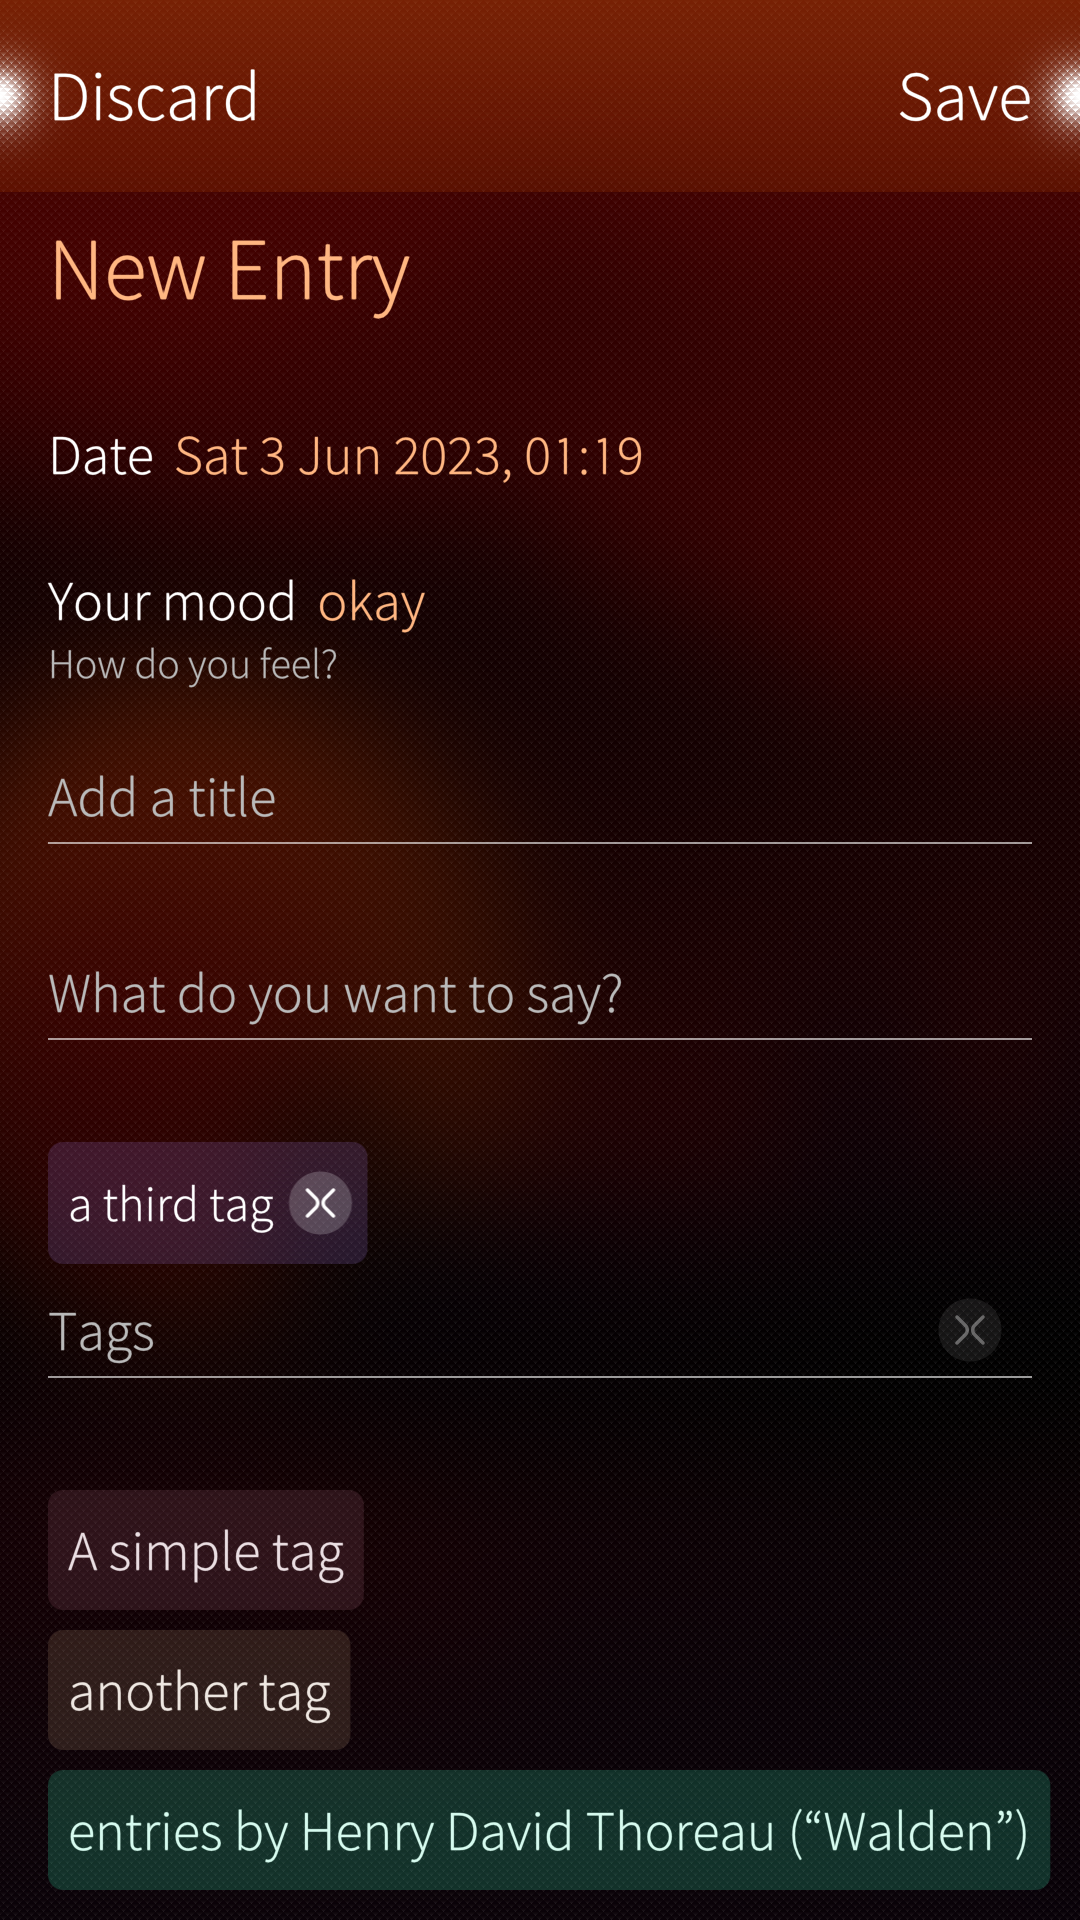 Discard Save
New Entry
Date Sat 3 Jun 2023, 01:19
Your mood okay
How do you feel?
Add a title
What do you want to say?
a third tag
Tags
A simple tag
another tag
entries by Henry David Thoreau (“Walden”)